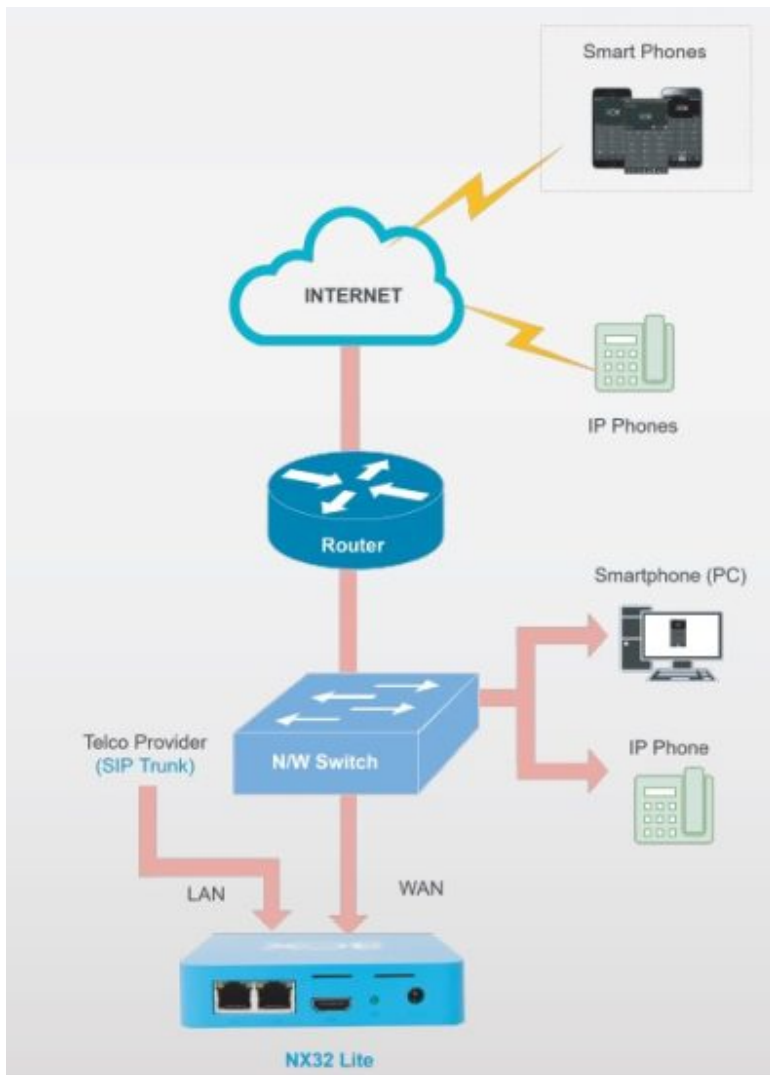 Smart Phones
INTERNET
IP Phones
Router
Smartphone (PC)
Telco Provider
(SIP Trunk)
N/W Switch
IP Phone
LAN
WAN
NX32 Lite